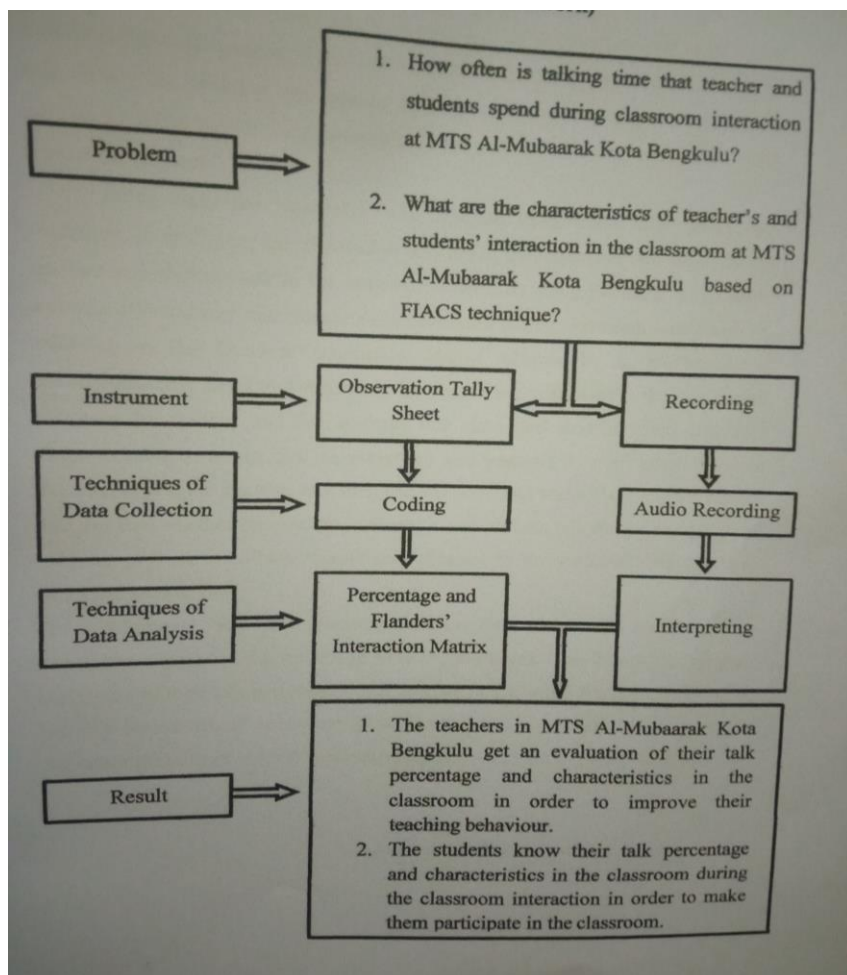 Problem
1. How often is talking time that teacher and
students spend during classroom interaction
at MTS Al-Mubaarak Kota Bengkulu?
2. What are the characteristics of teacher's and
students' interaction in the classroom at MTS
Al-Mubaarak Kota Bengkulu based on
FIACS technique?
Instrument
Observation Tally
Sheet
Recording
Techniques of
Data Collection
Coding
Audio Recording
Techniques of
Data Analysis
Percentage and
Flanders'
Interaction Matrix
Interpreting
Result
1. The teachers in MTS Al-Mubaarak Kota
Bengkulu get an evaluation of their talk
percentage and characteristics in the
classroom in order to improve their
teaching behaviour.
2. The students know their talk percentage
and characteristics in the classroom during
the classroom interaction in order to make
them participate in the classroom.